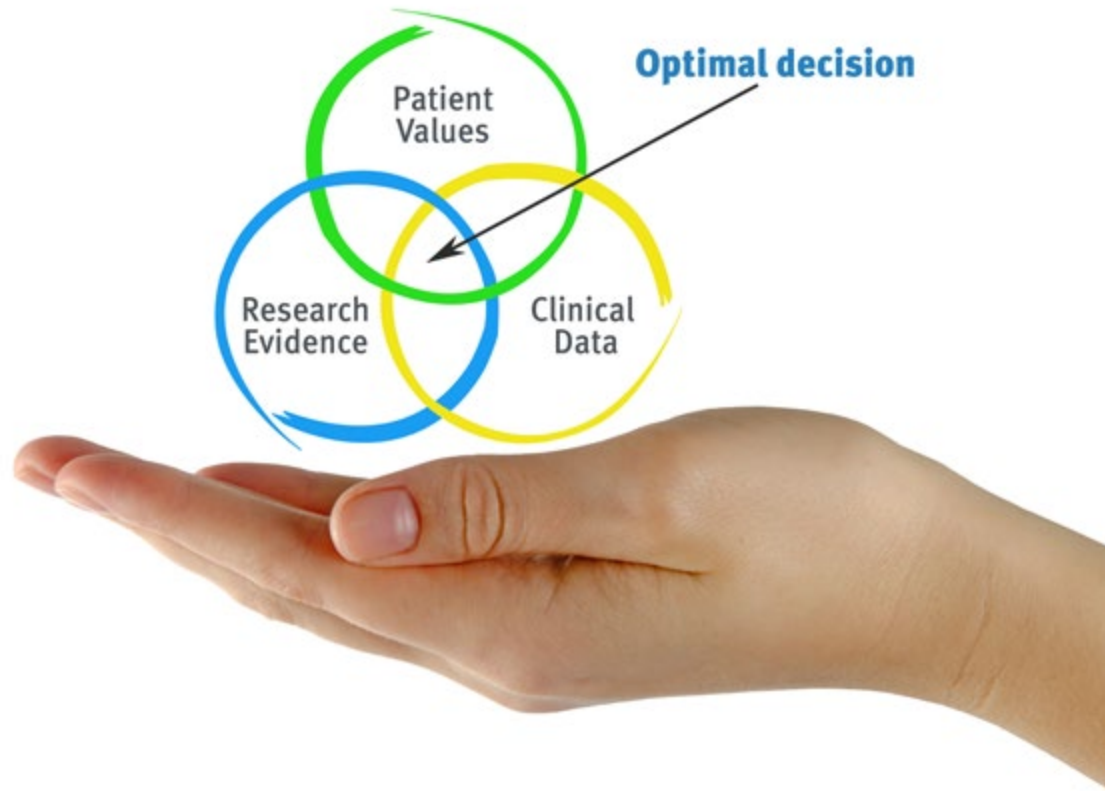 Optimal decision
Patient
Values
Research
Evidence
Clinical
Data